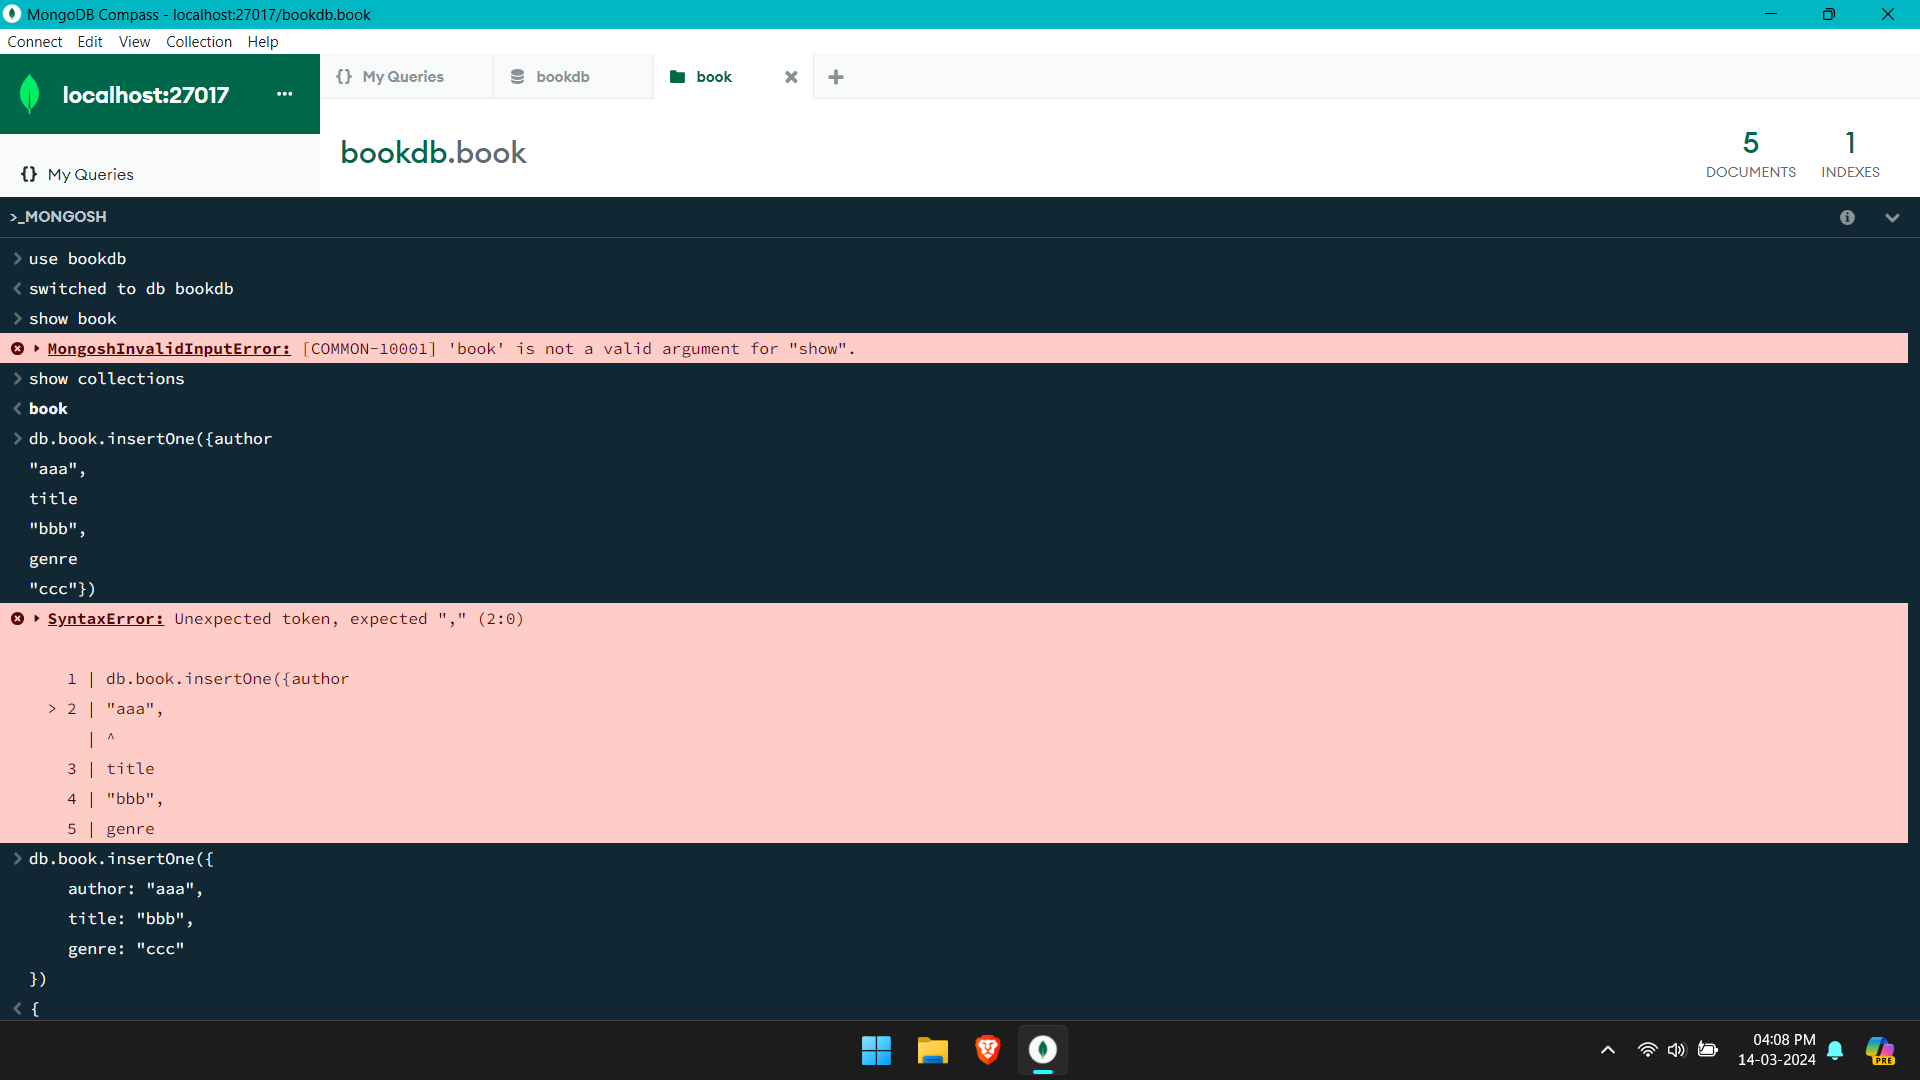 MongoDB Compass - localhost:27017/bookdb.book
Connect Edit View Collection Help
localhost:27017 ...
{} My Queries bookdb book
bookdb.book
5 1
DOCUMENTS INDEXES
{} My Queries
>_MONGOSH
> use bookdb
< switched to db bookdb
> show book
MongoshInvalidInputError: [COMMON-10001] 'book' is not a valid argument for "show".
> show collections
< book
> db.book.insertOne({author
"aaa",
title
"bbb",
genre
"ccc"})
SyntaxError: Unexpected token, expected "," (2:0)
1 | db.book.insertOne({author
> 2 | "aaa",
| ^
3 | title
4 | "bbb",
5 | genre
> db.book.insertOne({
author: "aaa",
title: "bbb",
genre: "ccc"
})
< {
04:08 PM
14-03-2024
PRE